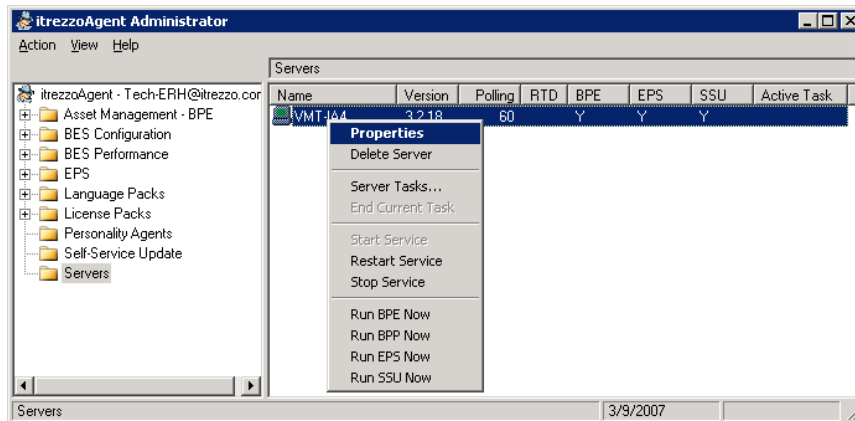 itrezzoAgent Administrator
Action View Help
Servers
itrezzoAgent - Tech-ERH@itrezzo.cor
Asset Management - BPE
BES Configuration
BES Performance
EPS
Language Packs
License Packs
Personality Agents
Self-Service Update
Servers
Name Version Polling RTD BPE EPS SSU Active Task
VMT-IA4 3.2.18 60 Y Y Y
Properties
Delete Server
Server Tasks...
End Current Task
Start Service
Restart Service
Stop Service
Run BPE Now
Run BPP Now
Run EPS Now
Run SSU Now
Servers 3/9/2007